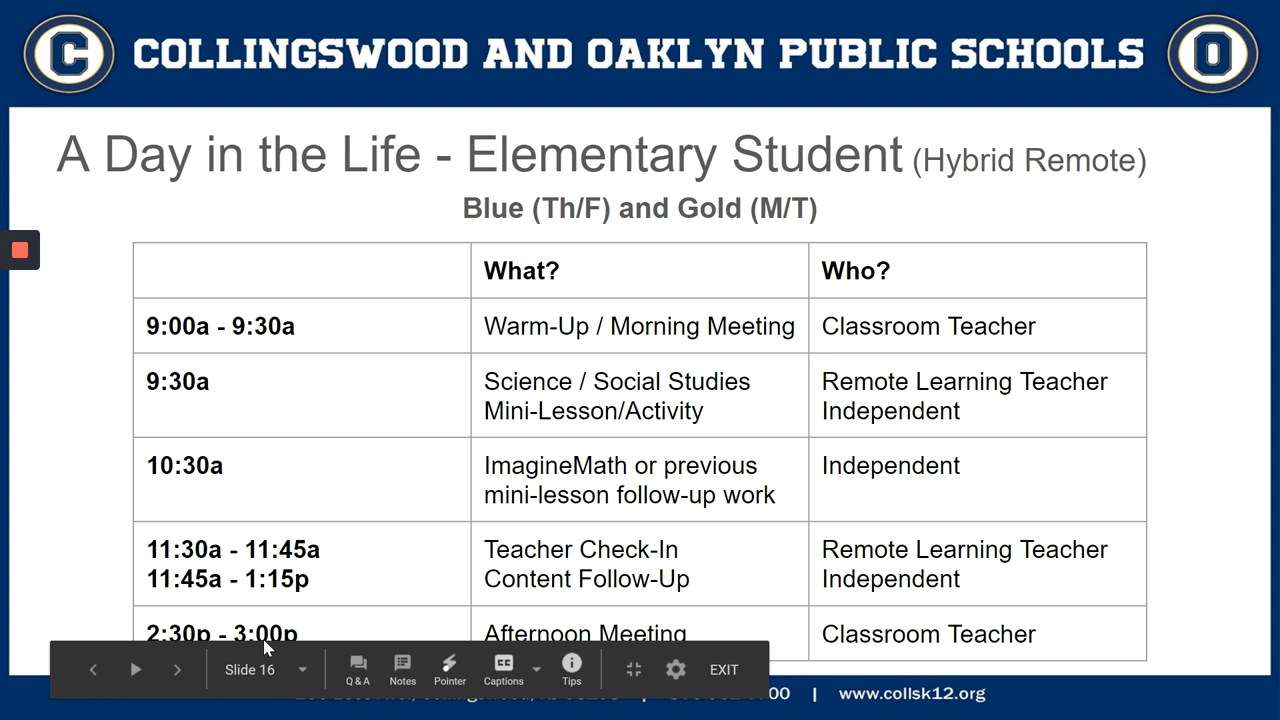 C COLLINGSWOOD AND OAKLYN PUBLIC SCHOOLS O
A Day in the Life - Elementary Student (Hybrid Remote)
Blue (Th/F) and Gold (M/T)
What? Who?
9:00a - 9:30a Warm-Up / Morning Meeting Classroom Teacher
9:30a Science / Social Studies Remote Learning Teacher
Mini-Lesson/Activity Independent
10:30a ImagineMath or previous Independent
mini-lesson follow-up work
11:30a - 11:45a Teacher Check-In Remote Learning Teacher
11:45a - 1:15p Content Follow-Up Independent
2:30p - 3:00p Afternoon Meeting Classroom Teacher
Slide 16 Q & A Notes Pointer CC Captions Tips EXIT
| www.collsk12.org